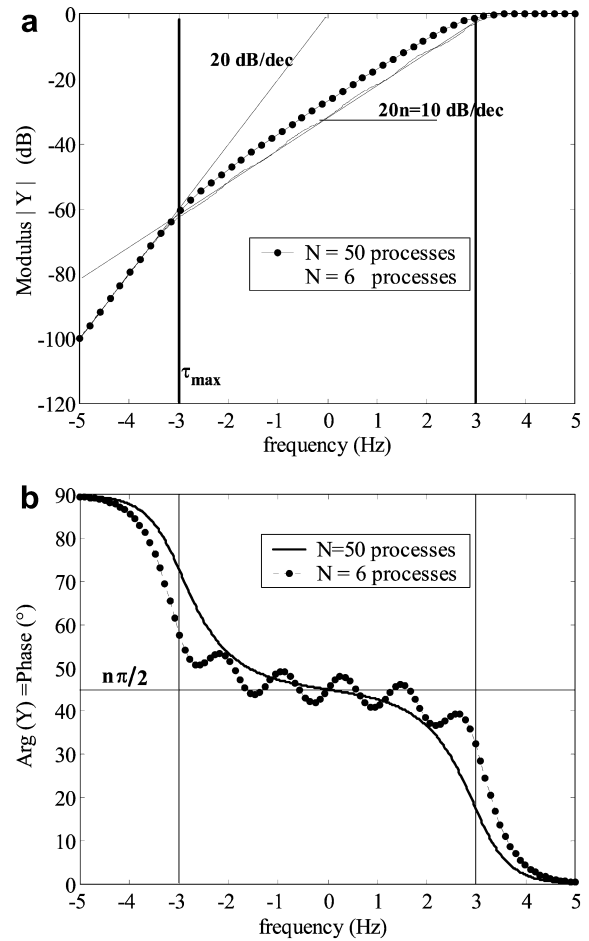 a
0
-20
-40
-60
-80
-100
-120
Modulus | Y | (dB)
20 dB/dec
20n=10 dB/dec
N = 50 processes
N = 6 processes
τmax
-5 -4 -3 -2 -1 0 1 2 3 4 5
frequency (Hz)
b
90
80
70
60
50
40
30
20
10
0
Arg (Y) =Phase (°)
N=50 processes
N = 6 processes
nπ/2
-5 -4 -3 -2 -1 0 1 2 3 4 5
frequency (Hz)